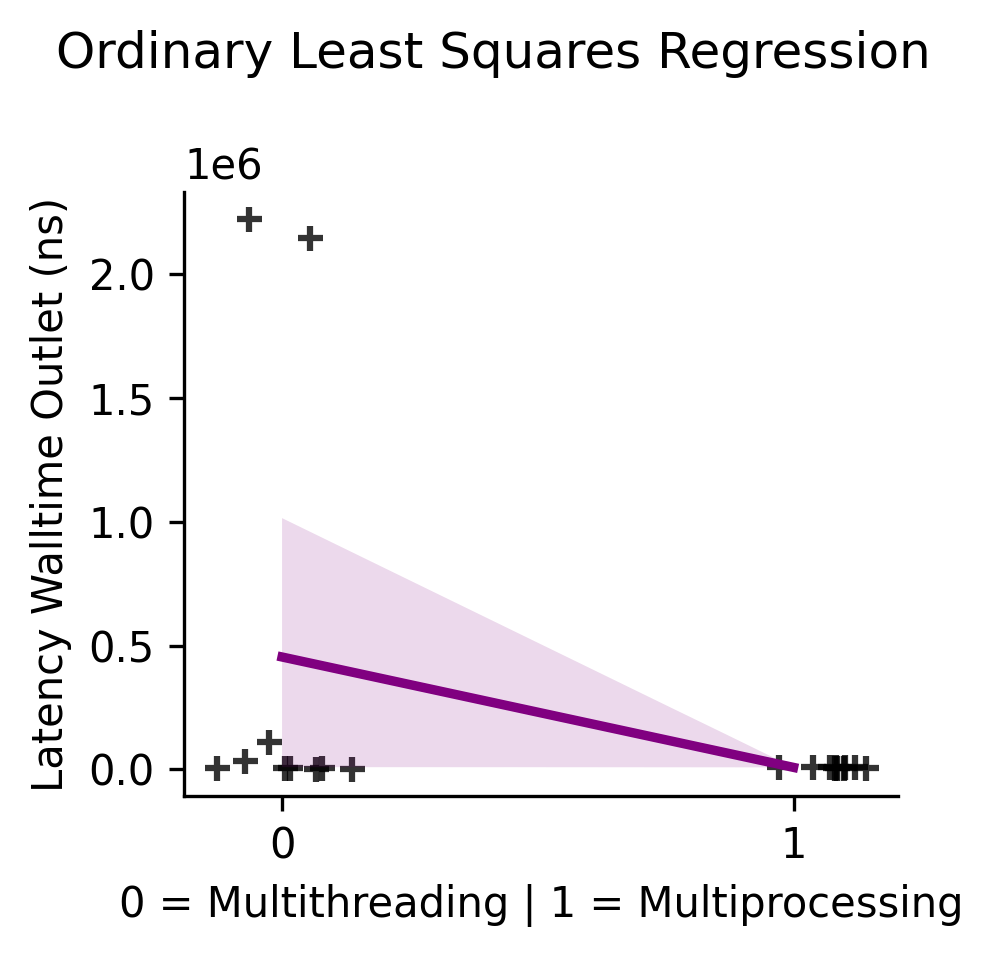 Ordinary Least Squares Regression
1e6
Latency Walltime Outlet (ns)
2.0
1.5
1.0
0.5
0.0
0 1
0 = Multithreading | 1 = Multiprocessing